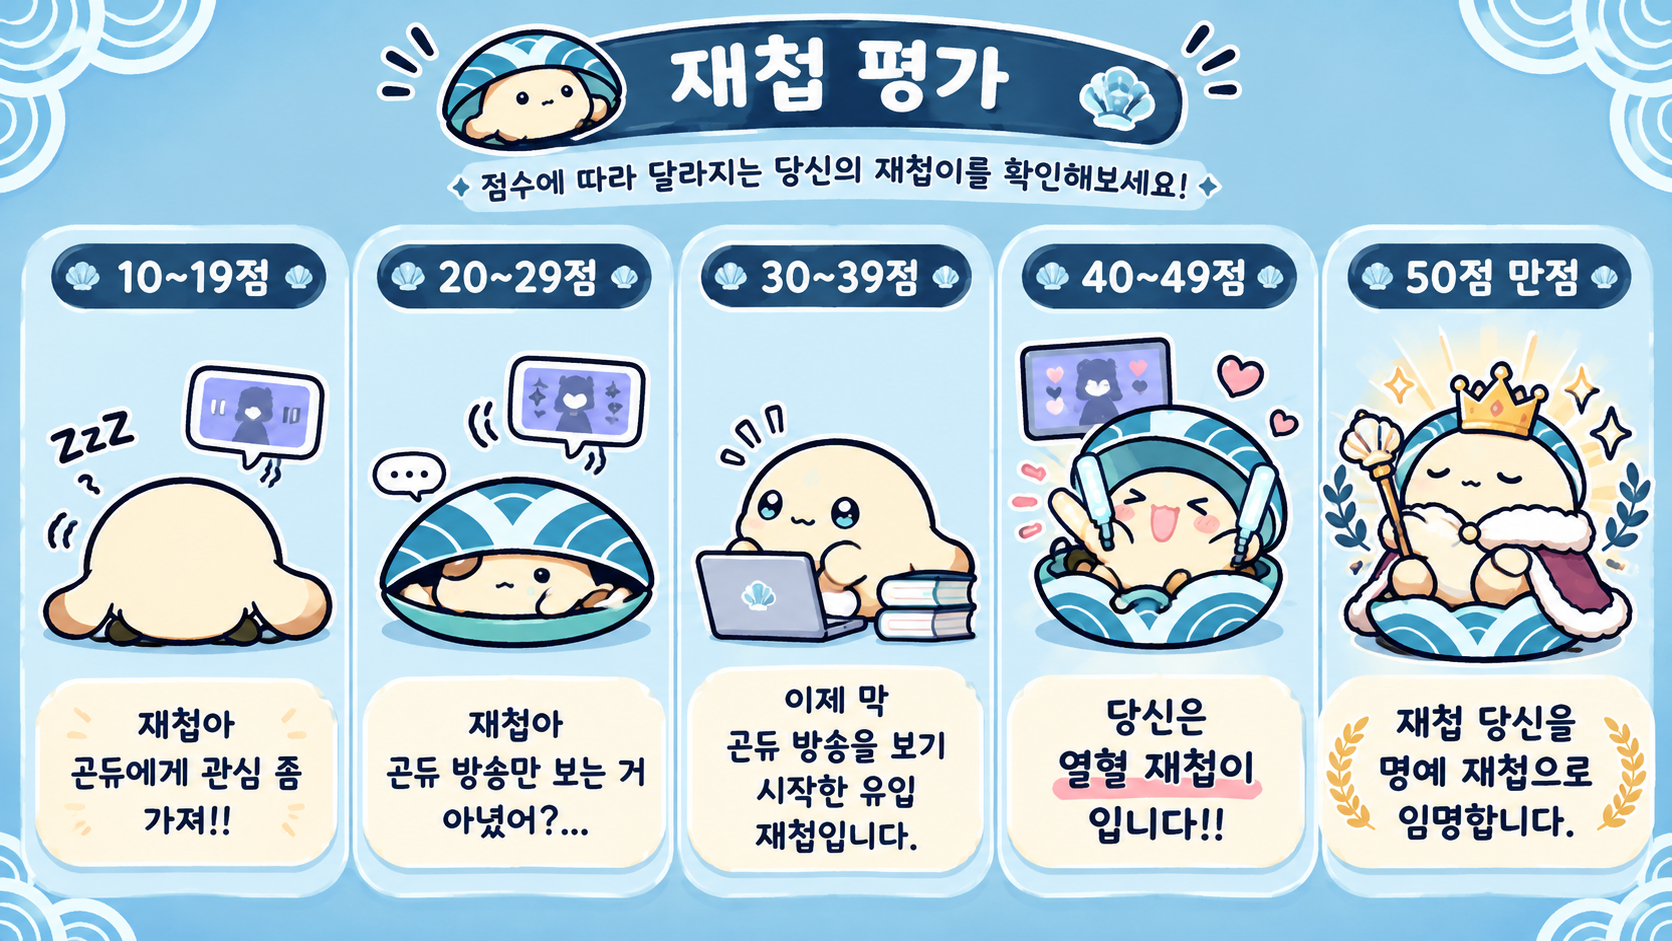 재첩 평가
점수에 따라 달라지는 당신의 재첩이를 확인해보세요!
10~19점
zzz
재첩아
곤듀에게 관심 좀
가져!!
20~29점
...
재첩아
곤듀 방송만 보는 거
아녔어?...
30~39점
이제 막
곤듀 방송을 보기
시작한 유입
재첩입니다.
40~49점
당신은
열혈 재첩이
입니다!!
50점 만점
재첩 당신을
명예 재첩으로
임명합니다.